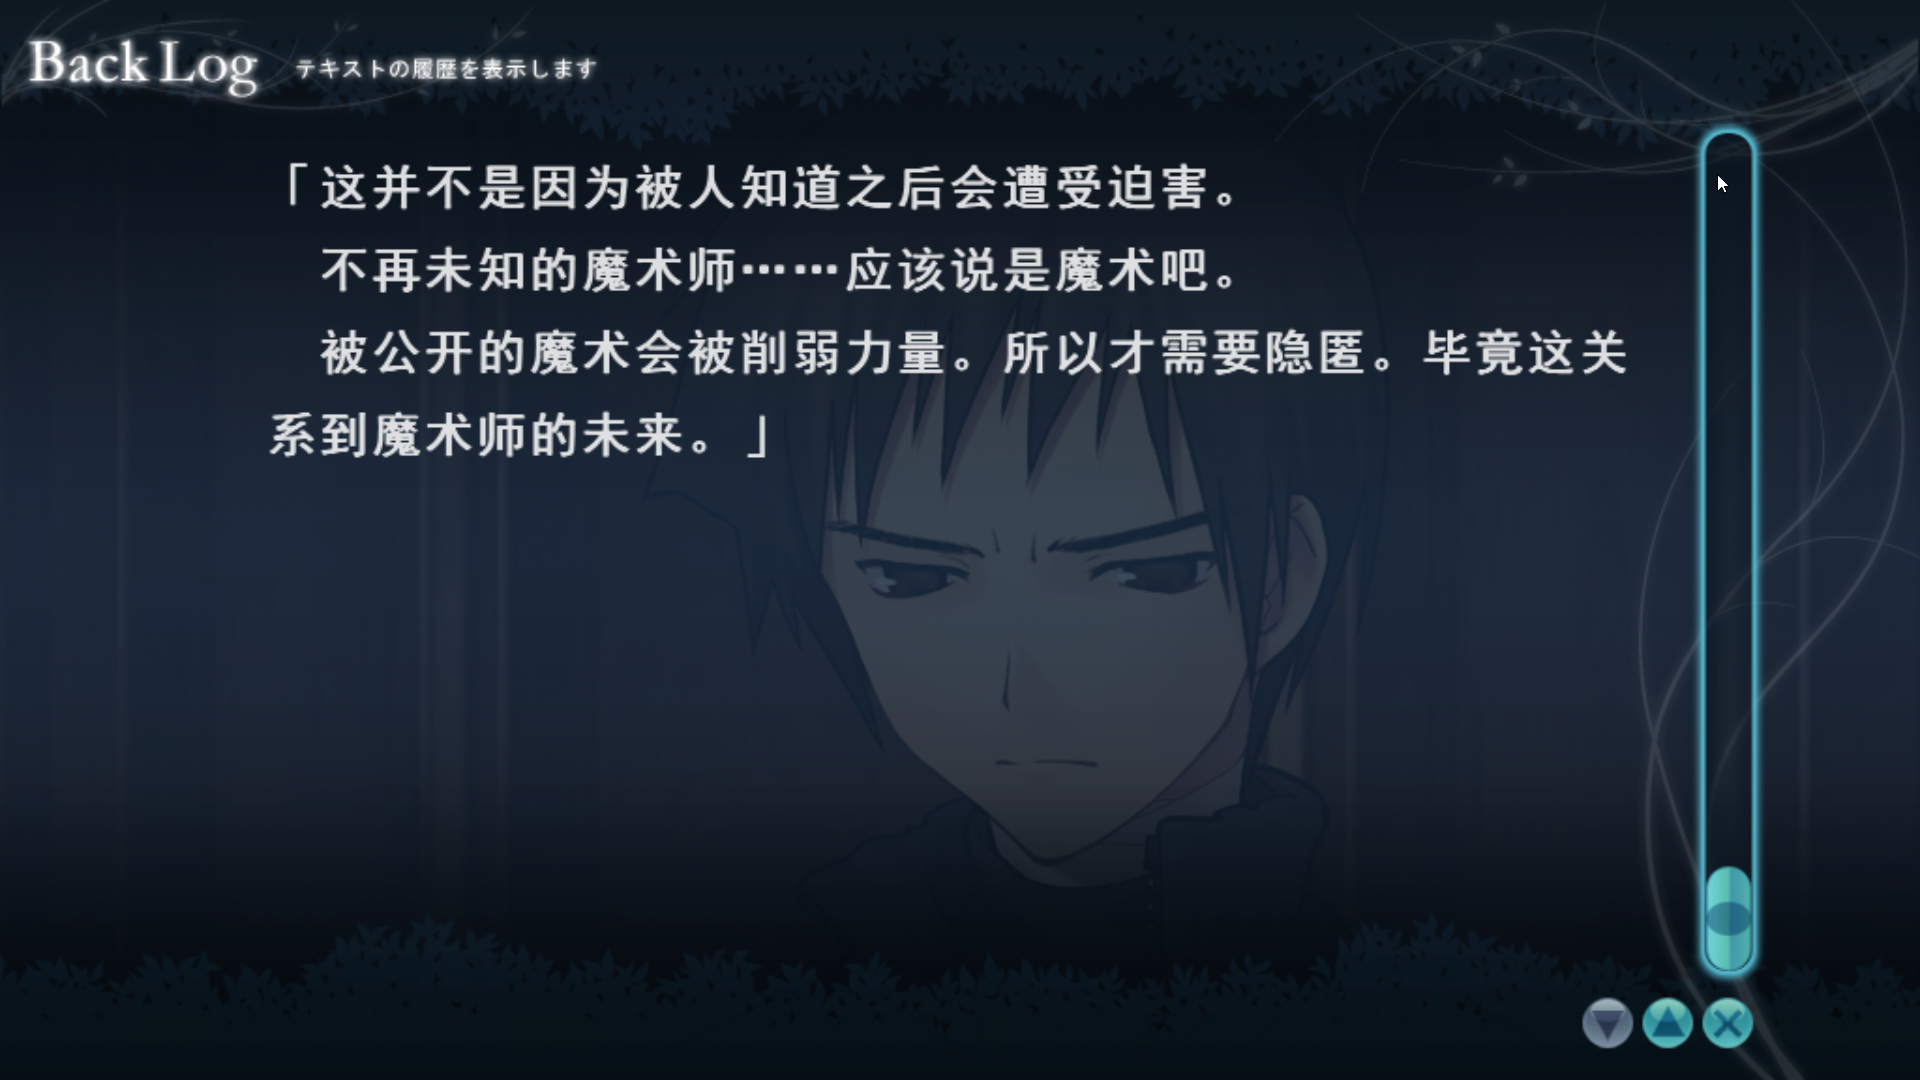 Back Log テキストの履歴を表示します
「这并不是因为被人知道之后会遭受迫害。
不再未知的魔术师……应该说是魔术吧。
被公开的魔术会被削弱力量。所以才需要隐匿。毕竟这关
系到魔术师的未来。」